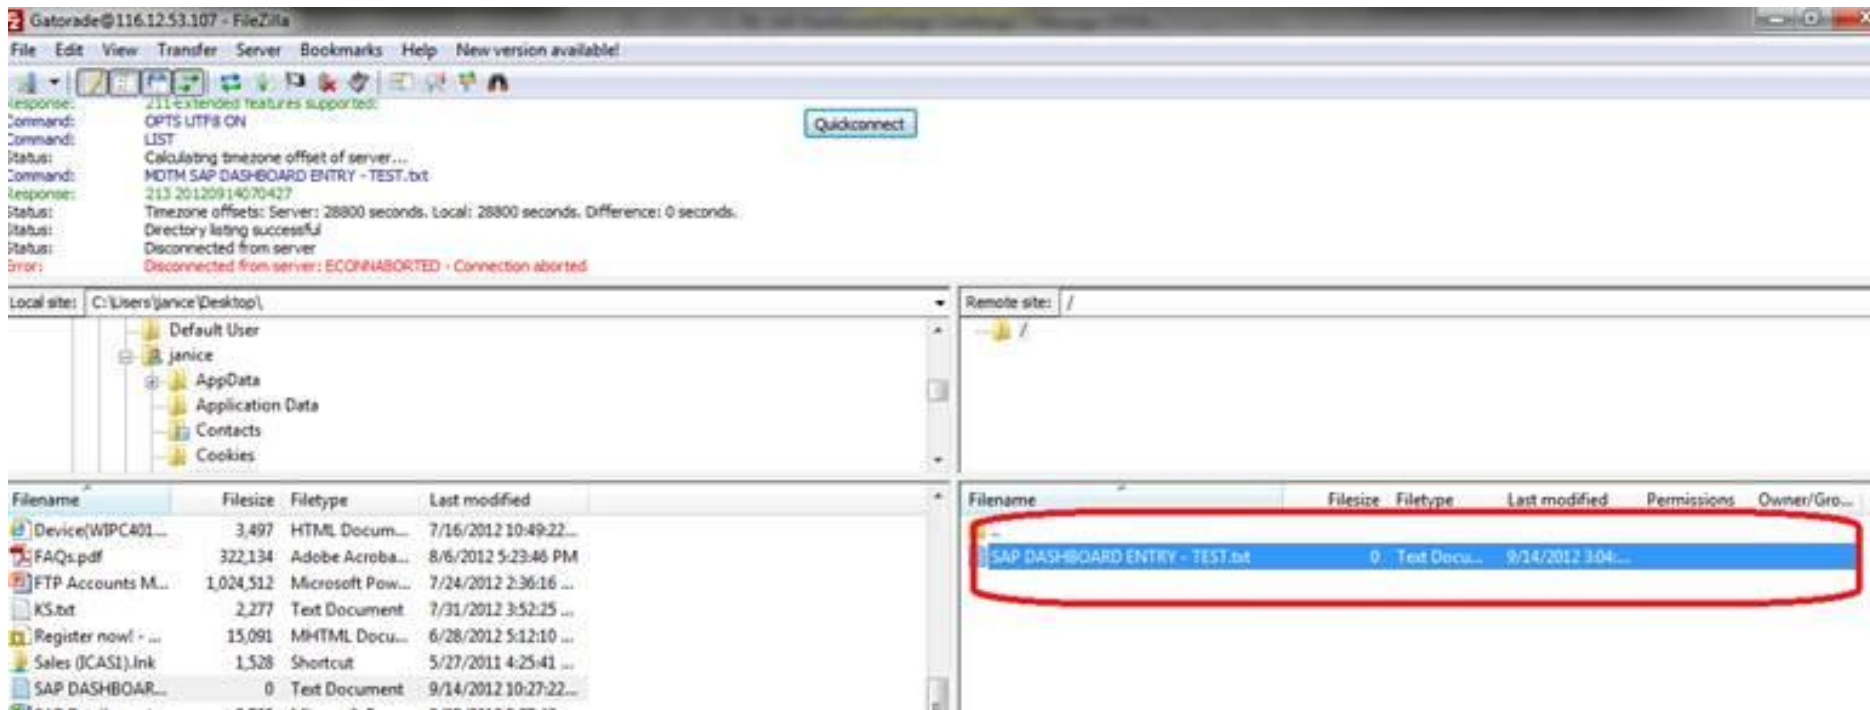 Gatorade@116.12.53.107 - FileZilla
File Edit View Transfer Server Bookmarks Help New version available!
Response: 211-Extended features supported:
Command: OPTS UTF8 ON
Quickconnect
Command: LIST
Status: Calculating timezone offset of server...
Command: MDTM SAP DASHBOARD ENTRY - TEST.txt
Response: 213 20120914070427
Status: Timezone offsets: Server: 28800 seconds. Local: 28800 seconds. Difference: 0 seconds.
Status: Directory listing successful
Status: Disconnected from server
Error: Disconnected from server: ECONNABORTED - Connection aborted
Local site: C:\Users\janice\Desktop\
Remote site: /
Default User
/
janice
AppData
Application Data
Contacts
Cookies
Filename Filesize Filetype Last modified
Filename Filesize Filetype Last modified Permissions Owner/Gro...
Device(WIPC401... 3,497 HTML Docum... 7/16/2012 10:49:22...
..
FAQs.pdf 322,134 Adobe Acroba... 8/6/2012 5:23:46 PM
SAP DASHBOARD ENTRY - TEST.txt 0 Text Docu... 9/14/2012 3:04:...
FTP Accounts M... 1,024,512 Microsoft Pow... 7/24/2012 2:36:16 ...
KS.txt 2,277 Text Document 7/31/2012 3:52:25 ...
Register now! - ... 15,091 MHTML Docu... 6/28/2012 5:12:10 ...
Sales (ICAS1).lnk 1,528 Shortcut 5/27/2011 4:25:41 ...
SAP DASHBOAR... 0 Text Document 9/14/2012 10:27:22...